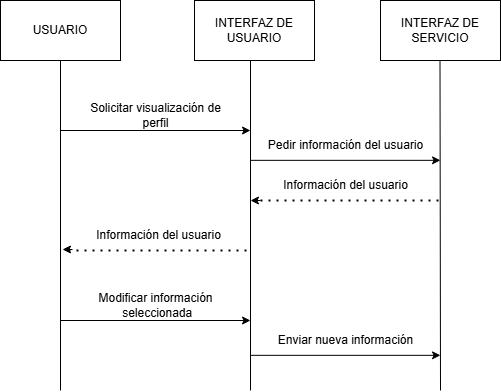 USUARIO
INTERFAZ DE
USUARIO
INTERFAZ DE
SERVICIO
Solicitar visualización de
perfil
Pedir información del usuario
Información del usuario
Información del usuario
Modificar información
seleccionada
Enviar nueva información